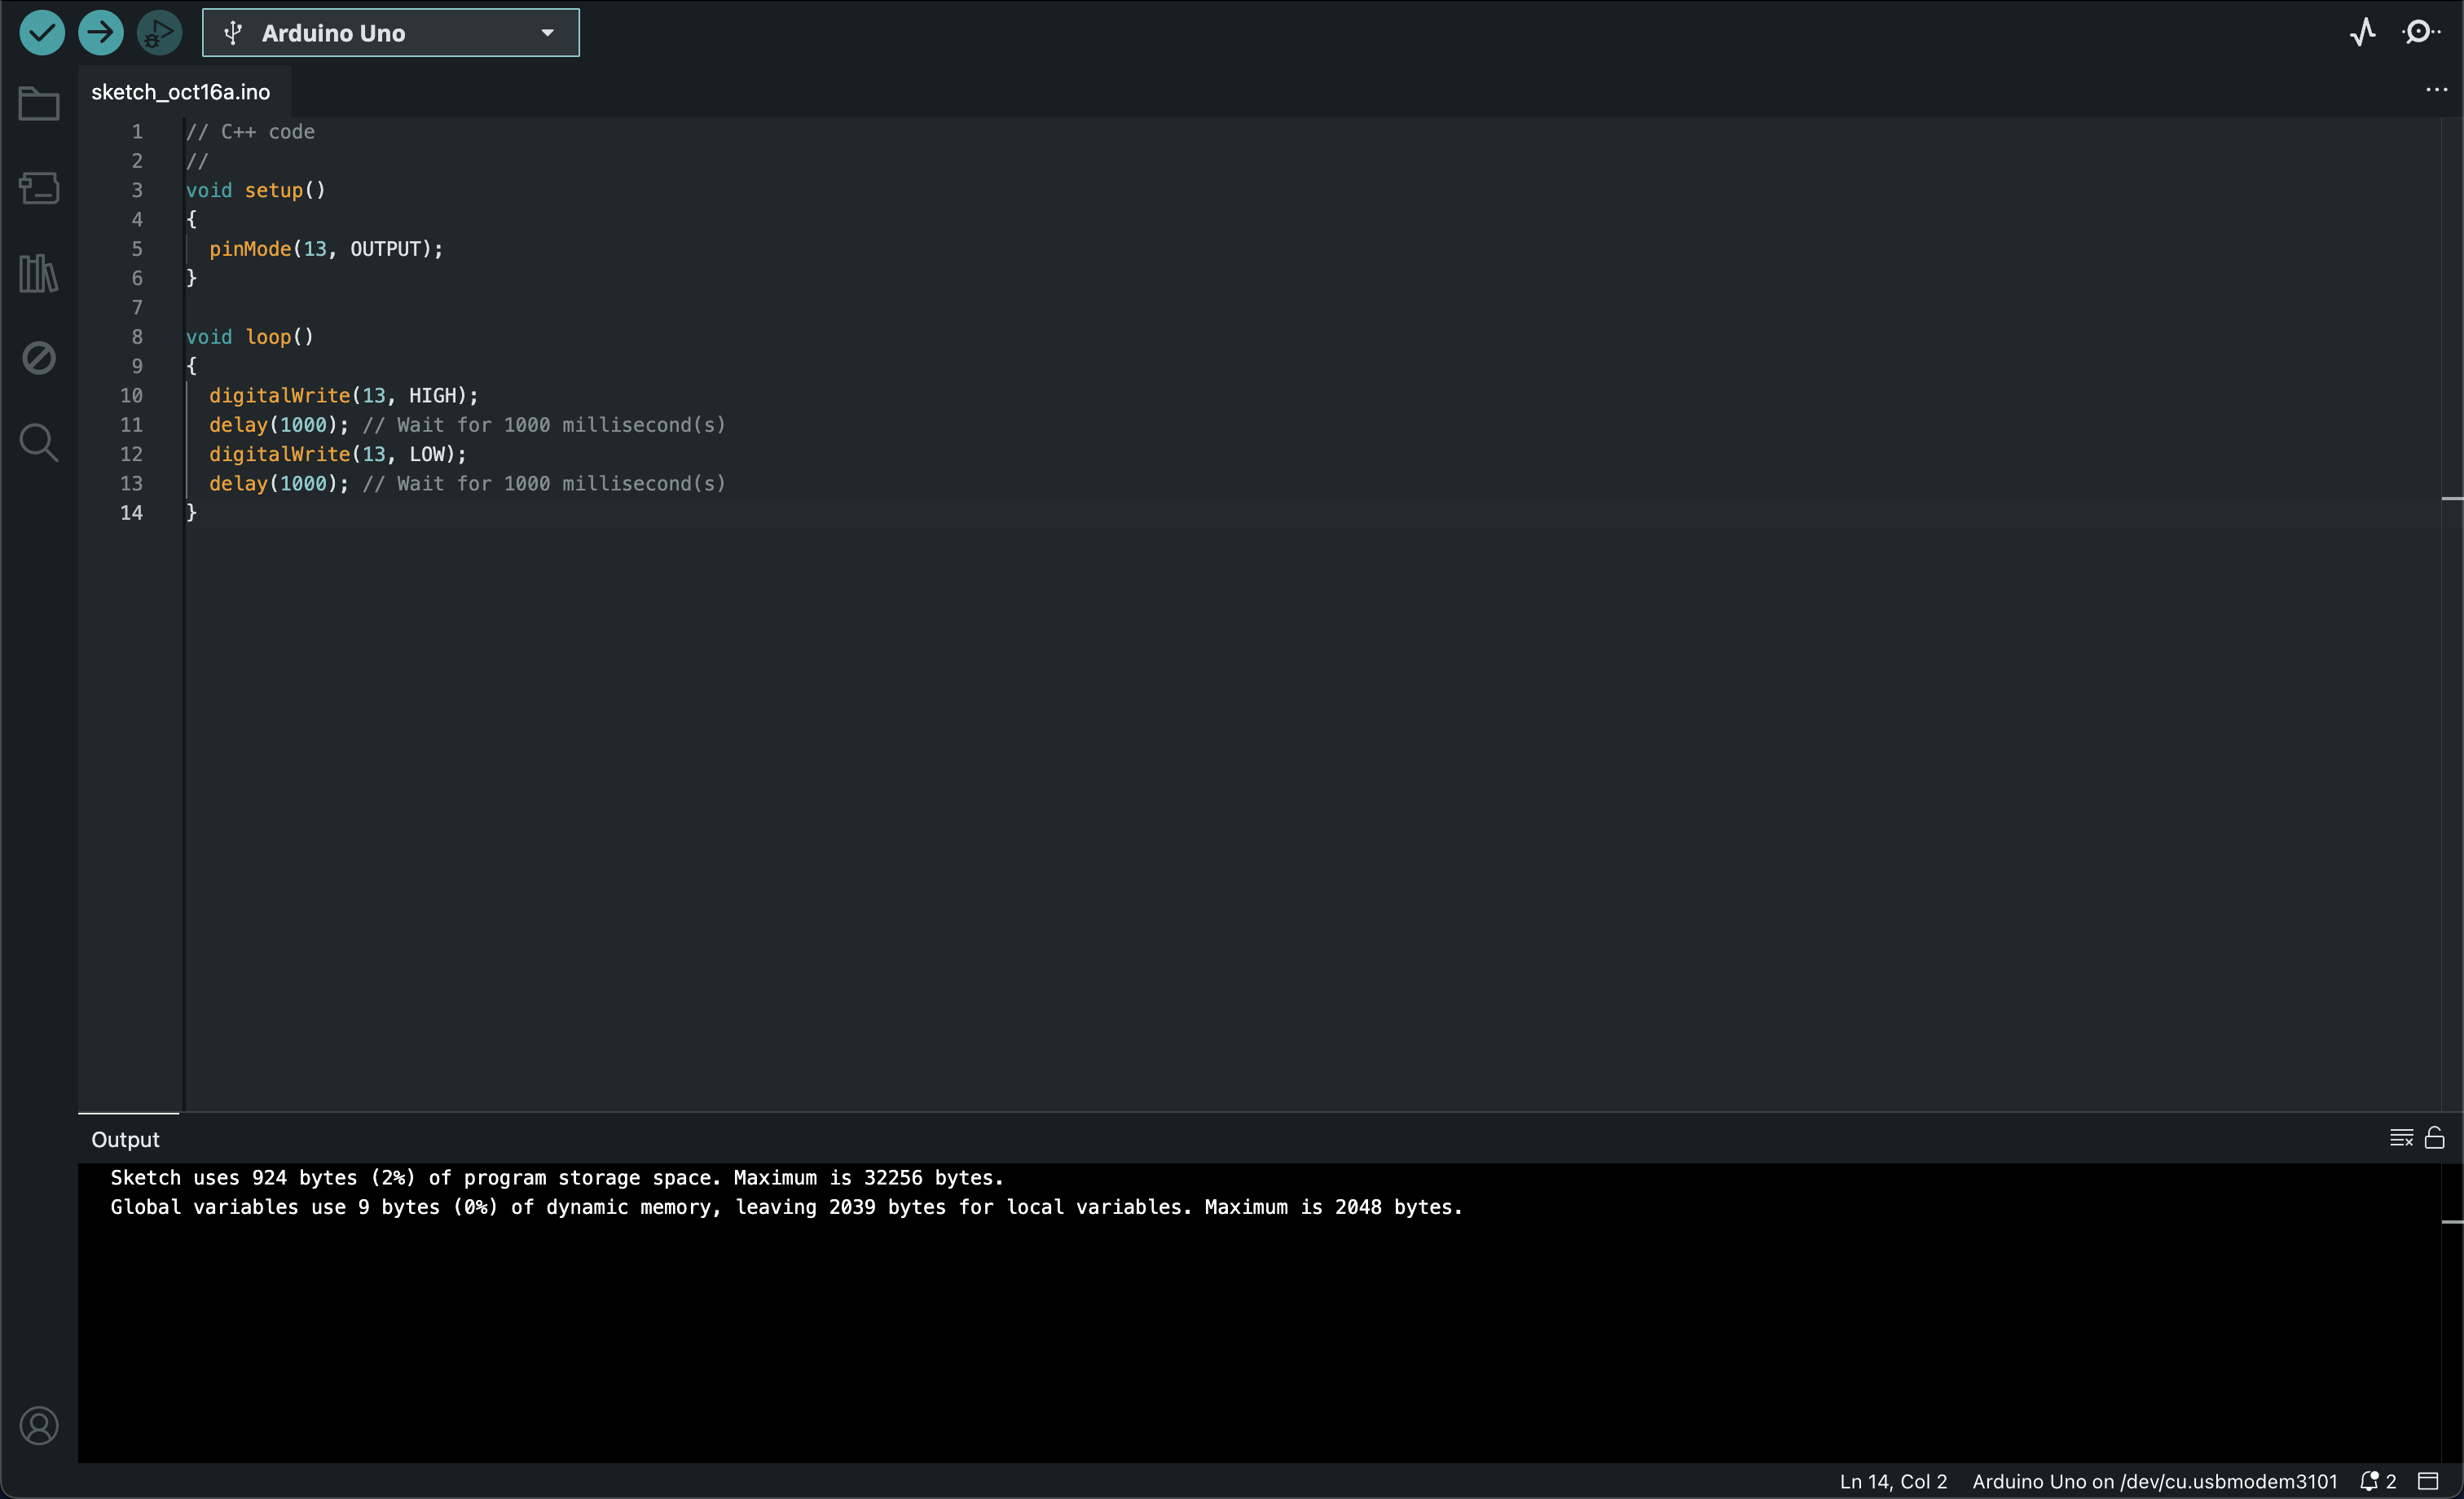 Arduino Uno
sketch_oct16a.ino
1 // C++ code
2 //
3 void setup()
4 {
5   pinMode(13, OUTPUT);
6 }
7
8 void loop()
9 {
10   digitalWrite(13, HIGH);
11   delay(1000); // Wait for 1000 millisecond(s)
12   digitalWrite(13, LOW);
13   delay(1000); // Wait for 1000 millisecond(s)
14 }
Output
Sketch uses 924 bytes (2%) of program storage space. Maximum is 32256 bytes.
Global variables use 9 bytes (0%) of dynamic memory, leaving 2039 bytes for local variables. Maximum is 2048 bytes.
Ln 14, Col 2 Arduino Uno on /dev/cu.usbmodem3101 2